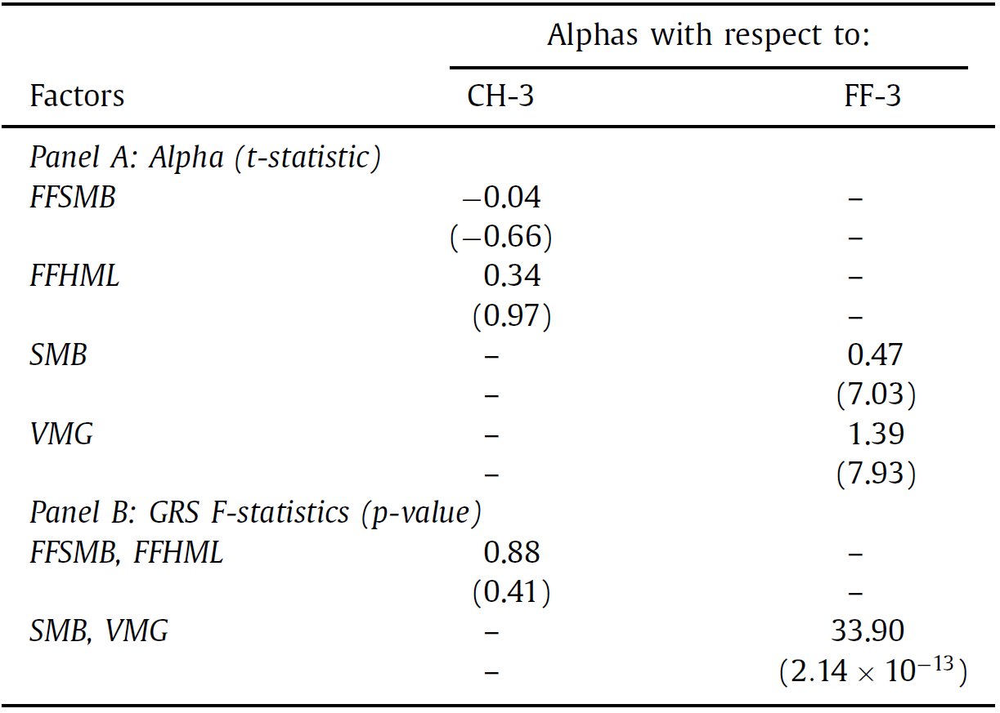 Alphas with respect to:
Factors CH-3 FF-3
Panel A: Alpha (t-statistic)
FFSMB −0.04 –
(−0.66) –
FFHML 0.34 –
(0.97) –
SMB – 0.47
– (7.03)
VMG – 1.39
– (7.93)
Panel B: GRS F-statistics (p-value)
FFSMB, FFHML 0.88 –
(0.41) –
SMB, VMG – 33.90
– (2.14 × 10⁻¹³)